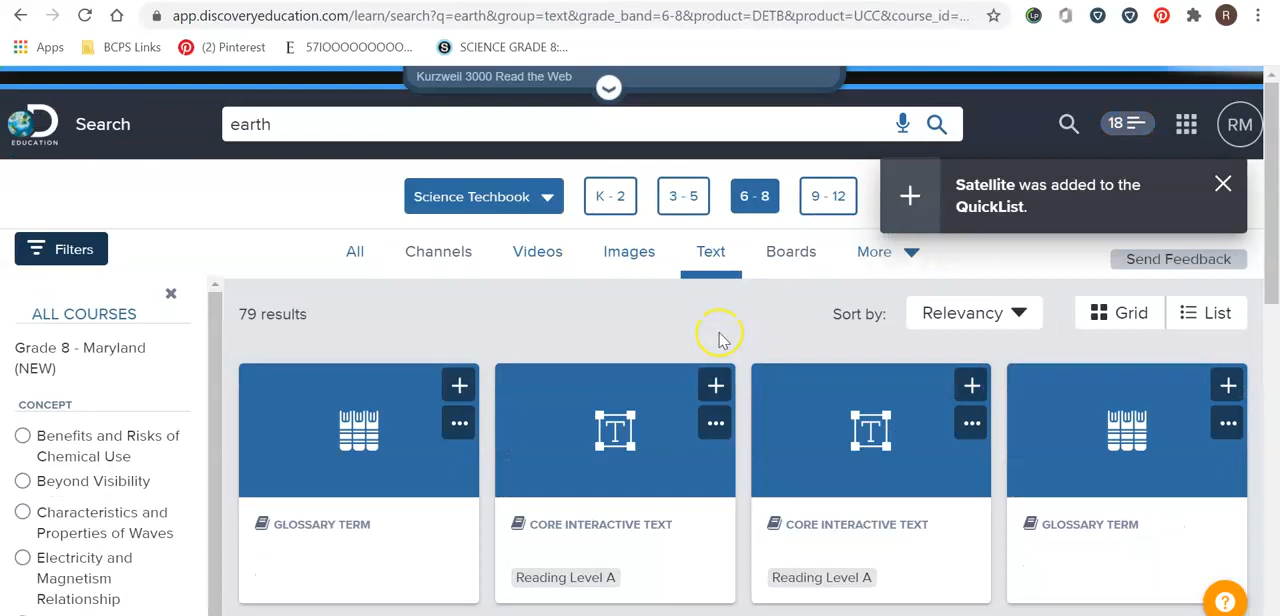 app.discoveryeducation.com/learn/search?q=earth&group=text&grade_band=6-8&product=DETB&product=UCC&course_id=...
Apps BCPS Links (2) Pinterest E 57IOOOOOOOOO... SCIENCE GRADE 8:...
Kurzweil 3000 Read the Web
EDUCATION Search earth 18 RM
Satellite was added to the
QuickList.
Science Techbook K - 2 3 - 5 6 - 8 9 - 12
Filters All Channels Videos Images Text Boards More
Send Feedback
79 results Sort by: Relevancy Grid List
ALL COURSES
Grade 8 - Maryland
(NEW)
CONCEPT
Benefits and Risks of
Chemical Use
Beyond Visibility
Characteristics and
Properties of Waves
Electricity and
Magnetism
Relationship
GLOSSARY TERM
CORE INTERACTIVE TEXT
Reading Level A
CORE INTERACTIVE TEXT
Reading Level A
GLOSSARY TERM